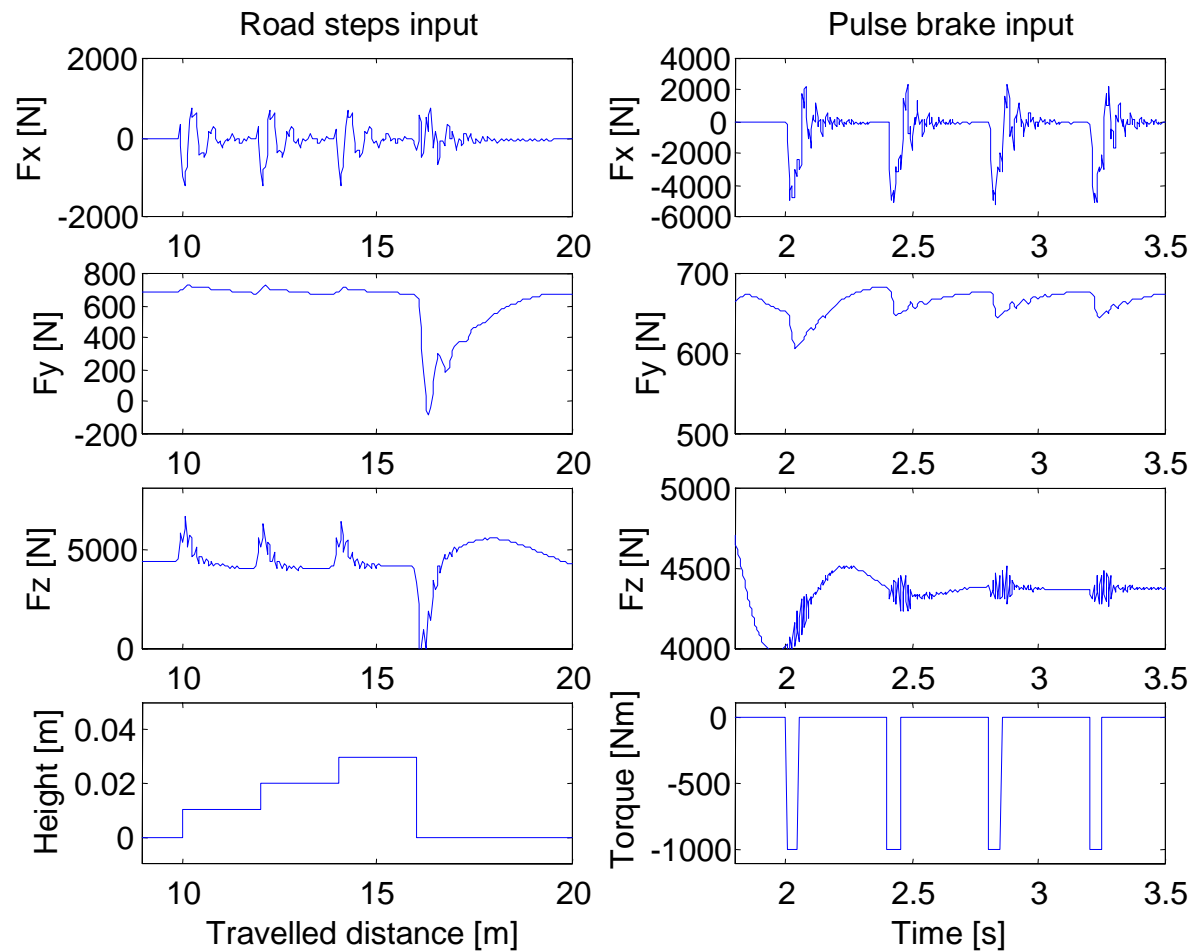 Road steps input
Pulse brake input
2000
0
-2000
Fx [N]
10 15 20
4000
2000
0
-2000
-4000
-6000
Fx [N]
2 2.5 3 3.5
800
600
400
200
0
-200
Fy [N]
10 15 20
700
600
500
Fy [N]
2 2.5 3 3.5
5000
0
Fz [N]
10 15 20
5000
4500
4000
Fz [N]
2 2.5 3 3.5
0.04
0.02
0
Height [m]
10 15 20
Travelled distance [m]
0
-500
-1000
Torque [Nm]
2 2.5 3 3.5
Time [s]